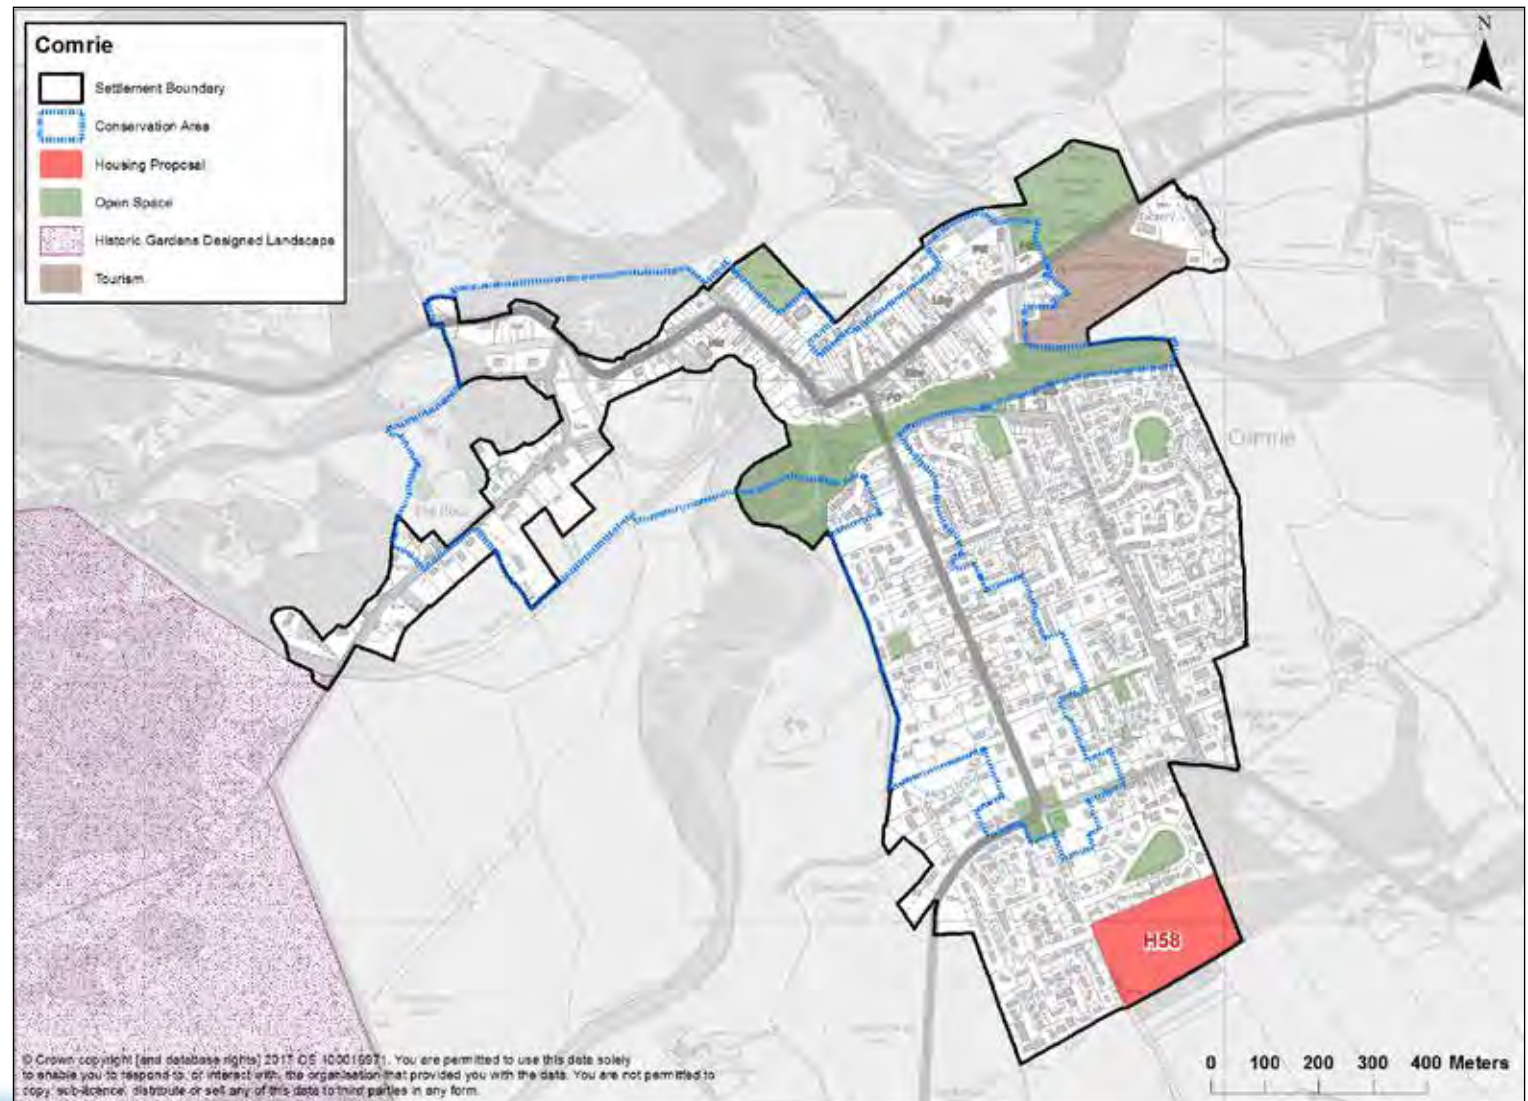 Comrie
Settlement Boundary
Conservation Area
Housing Proposal
Open Space
Historic Gardens Designed Landscape
Tourism
N
Comrie
The Ross
H58
0 100 200 300 400 Meters
© Crown copyright [and database rights] 2017 OS 100016971. You are permitted to use this data solely
to enable you to respond to, or interact with, the organisation that provided you with the data. You are not permitted to
copy, sub-licence, distribute or sell any of this data to third parties in any form.